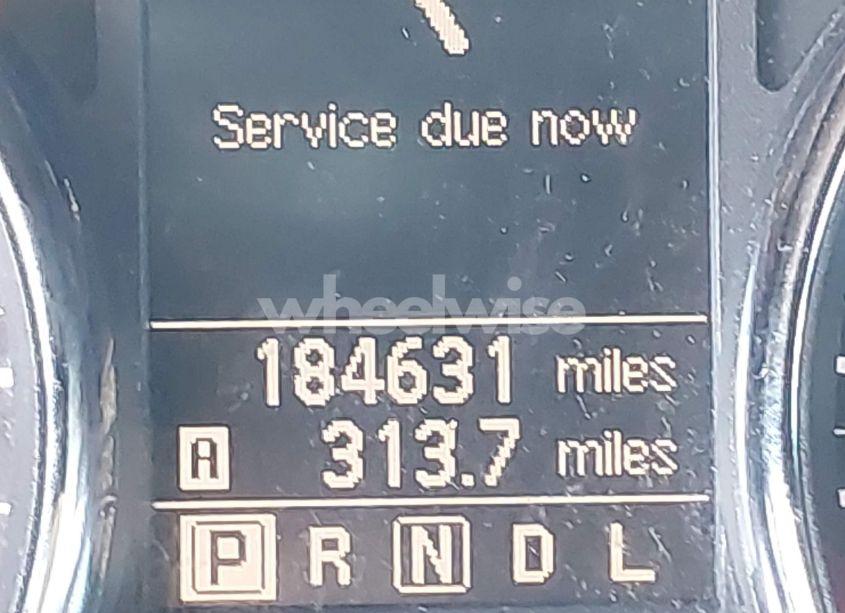 Service due now
wheelwise
184631 miles
A 313.7 miles
P R N D L